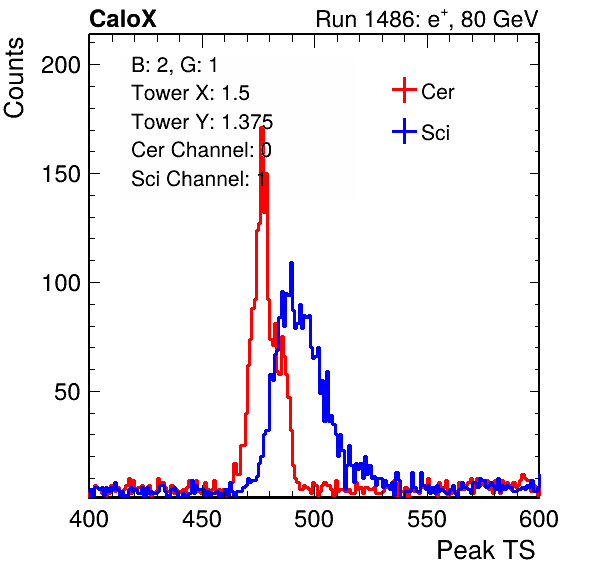 CaloX Run 1486: e⁺, 80 GeV
Counts
B: 2, G: 1
Tower X: 1.5
Tower Y: 1.375
Cer Channel: 0
Sci Channel: 1
Cer
Sci
200
150
100
50
400 450 500 550 600
Peak TS